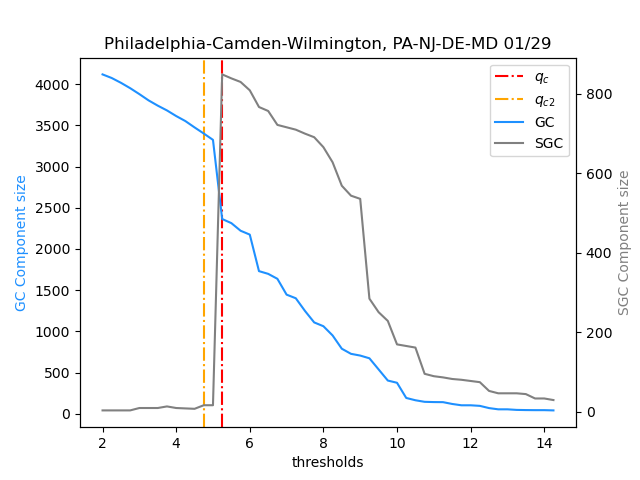 Philadelphia-Camden-Wilmington, PA-NJ-DE-MD 01/29
GC Component size
4000
3500
3000
2500
2000
1500
1000
500
0
q_c
q_{c2}
GC
SGC
800
600
400
200
0
SGC Component size
2 4 6 8 10 12 14
thresholds